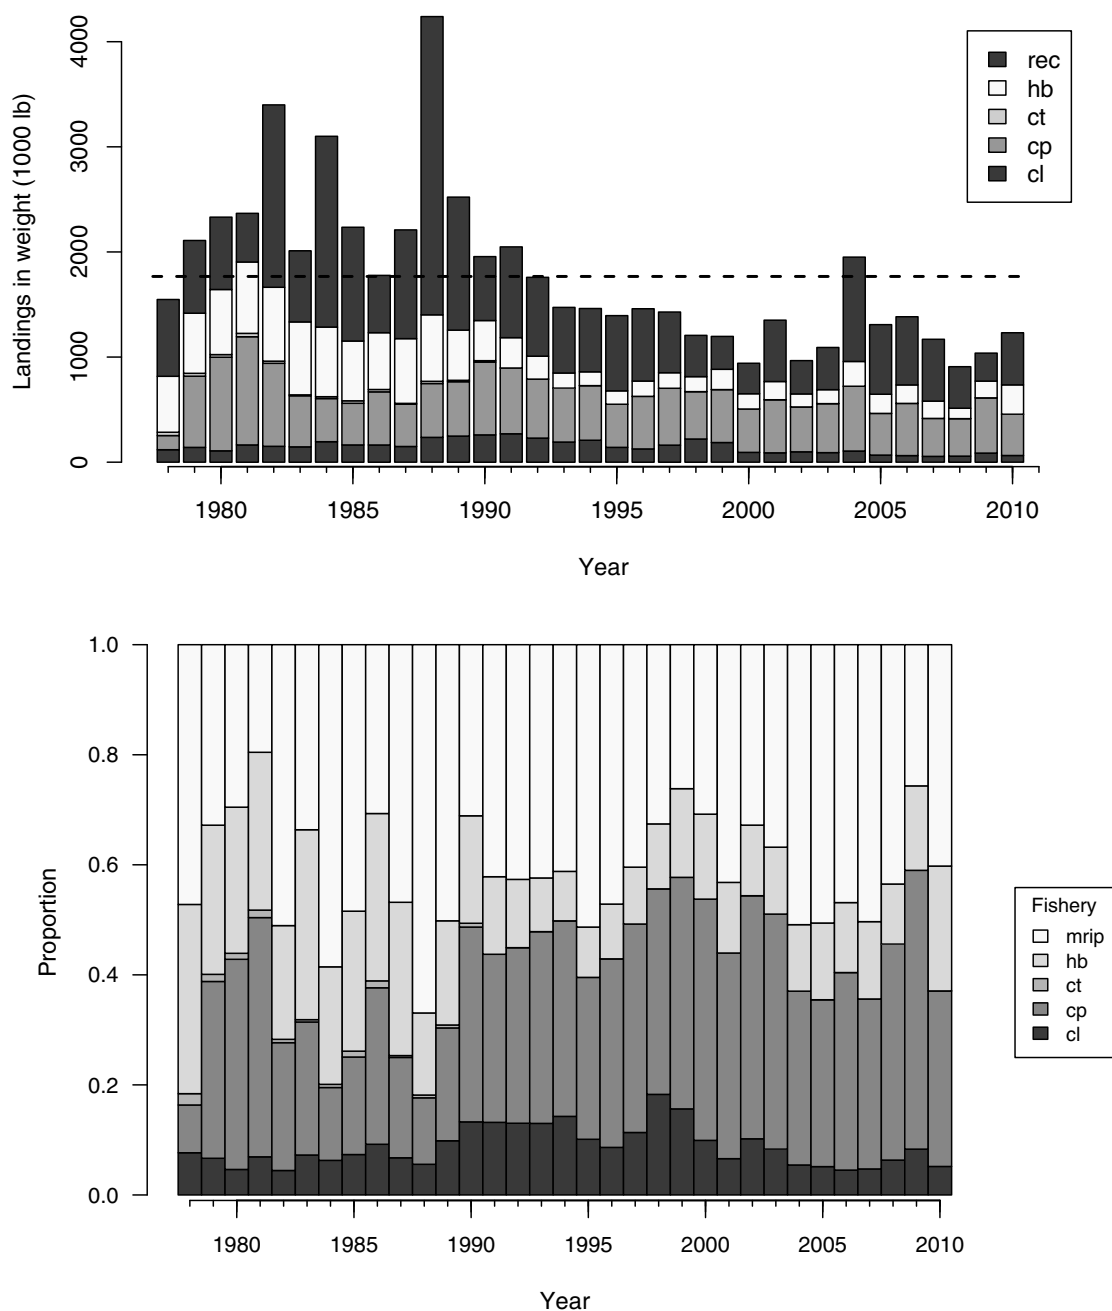 Landings in weight (1000 lb)
4000
3000
2000
1000
0
rec
hb
ct
cp
cl
1980 1985 1990 1995 2000 2005 2010
Year
Proportion
1.0
0.8
0.6
0.4
0.2
0.0
Fishery
mrip
hb
ct
cp
cl
1980 1985 1990 1995 2000 2005 2010
Year